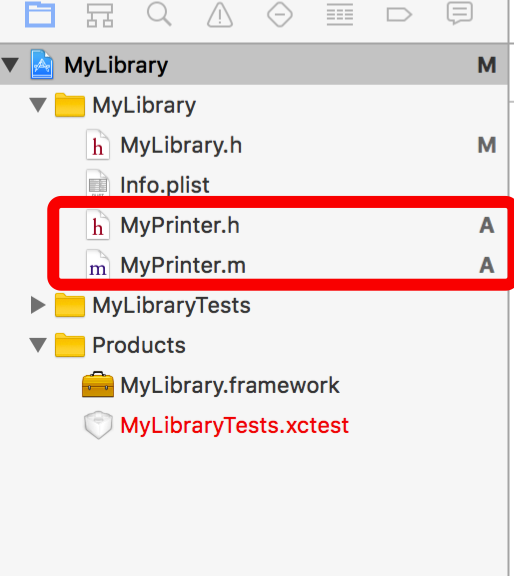 MyLibrary M
MyLibrary
h MyLibrary.h M
Info.plist
h MyPrinter.h A
m MyPrinter.m A
MyLibraryTests
Products
MyLibrary.framework
MyLibraryTests.xctest